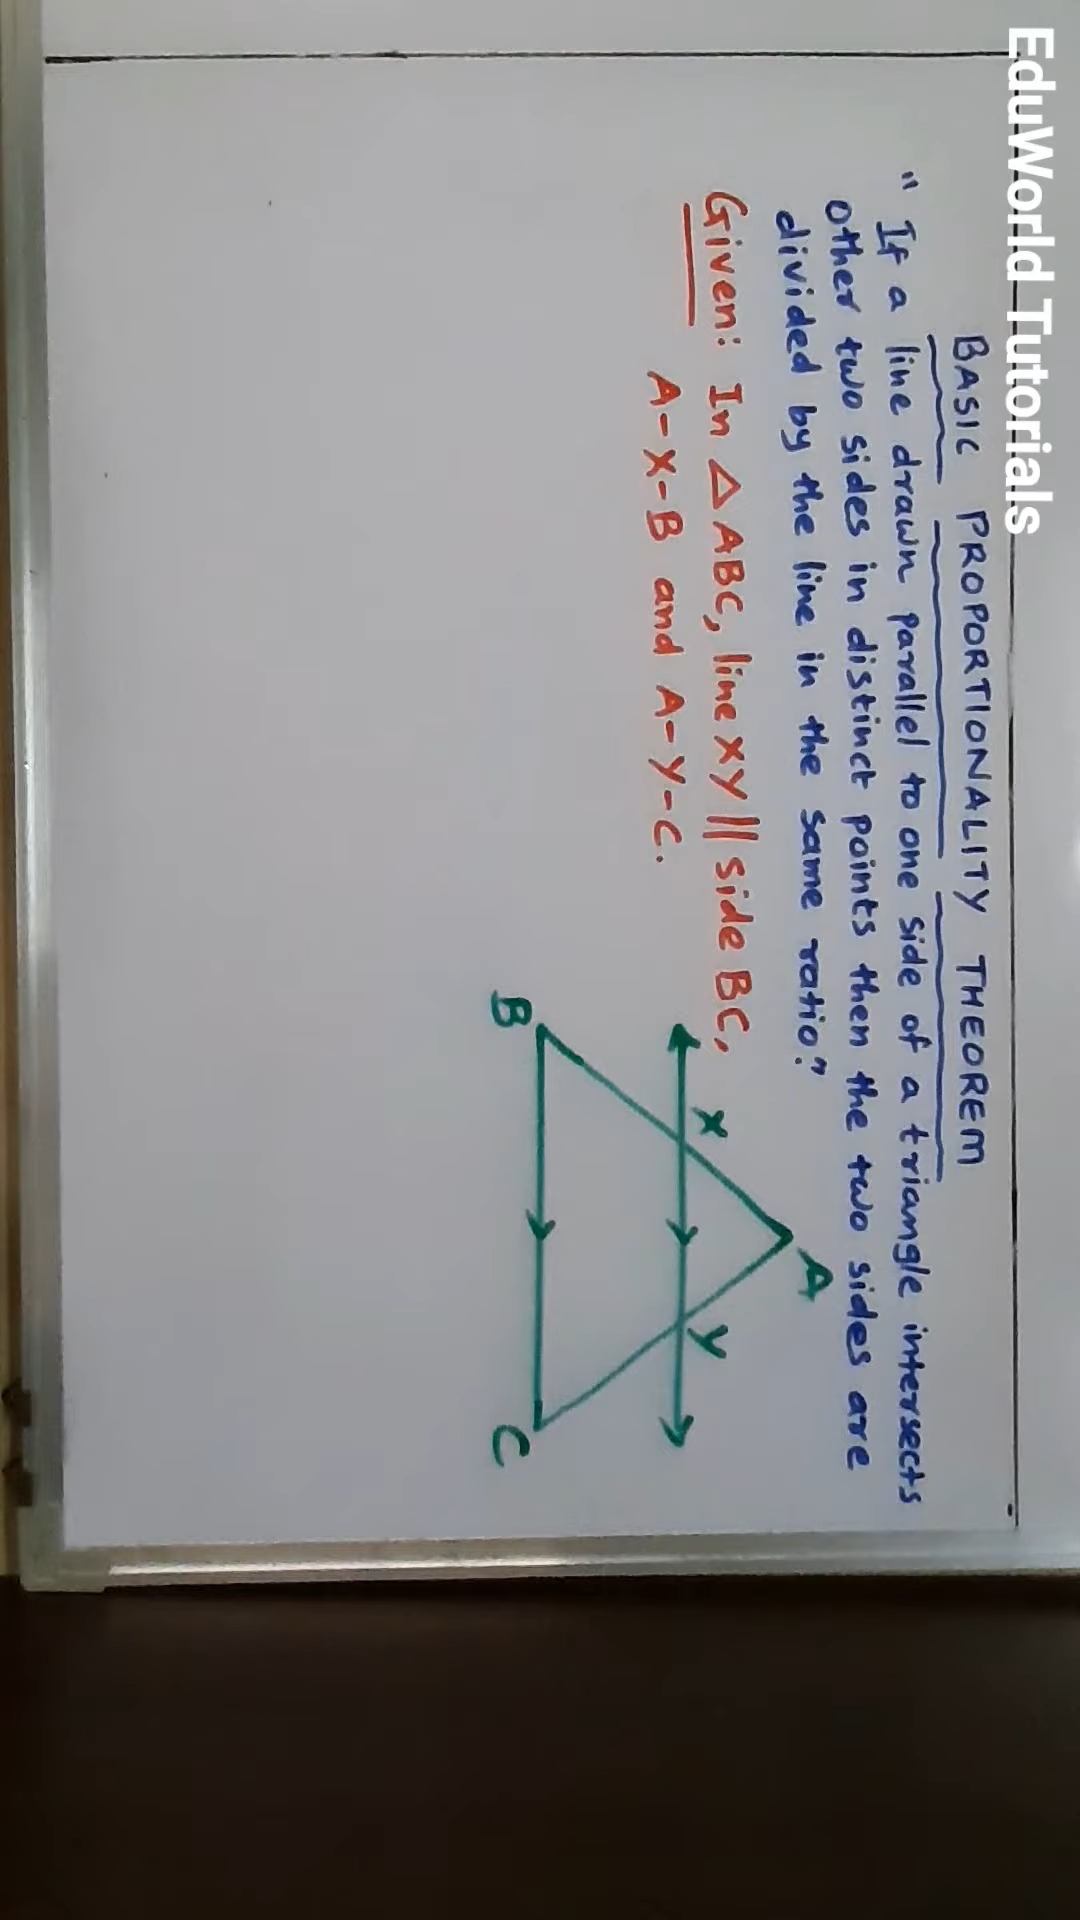 EduWorld Tutorials
BASIC PROPORTIONALITY THEOREM
" If a line drawn parallel to one side of a triangle intersects
other two sides in distinct points then the two sides are
divided by the line in the same ratio."
Given: In △ABC, line XY || side BC,
A-X-B and A-Y-C.
A
X Y
B C